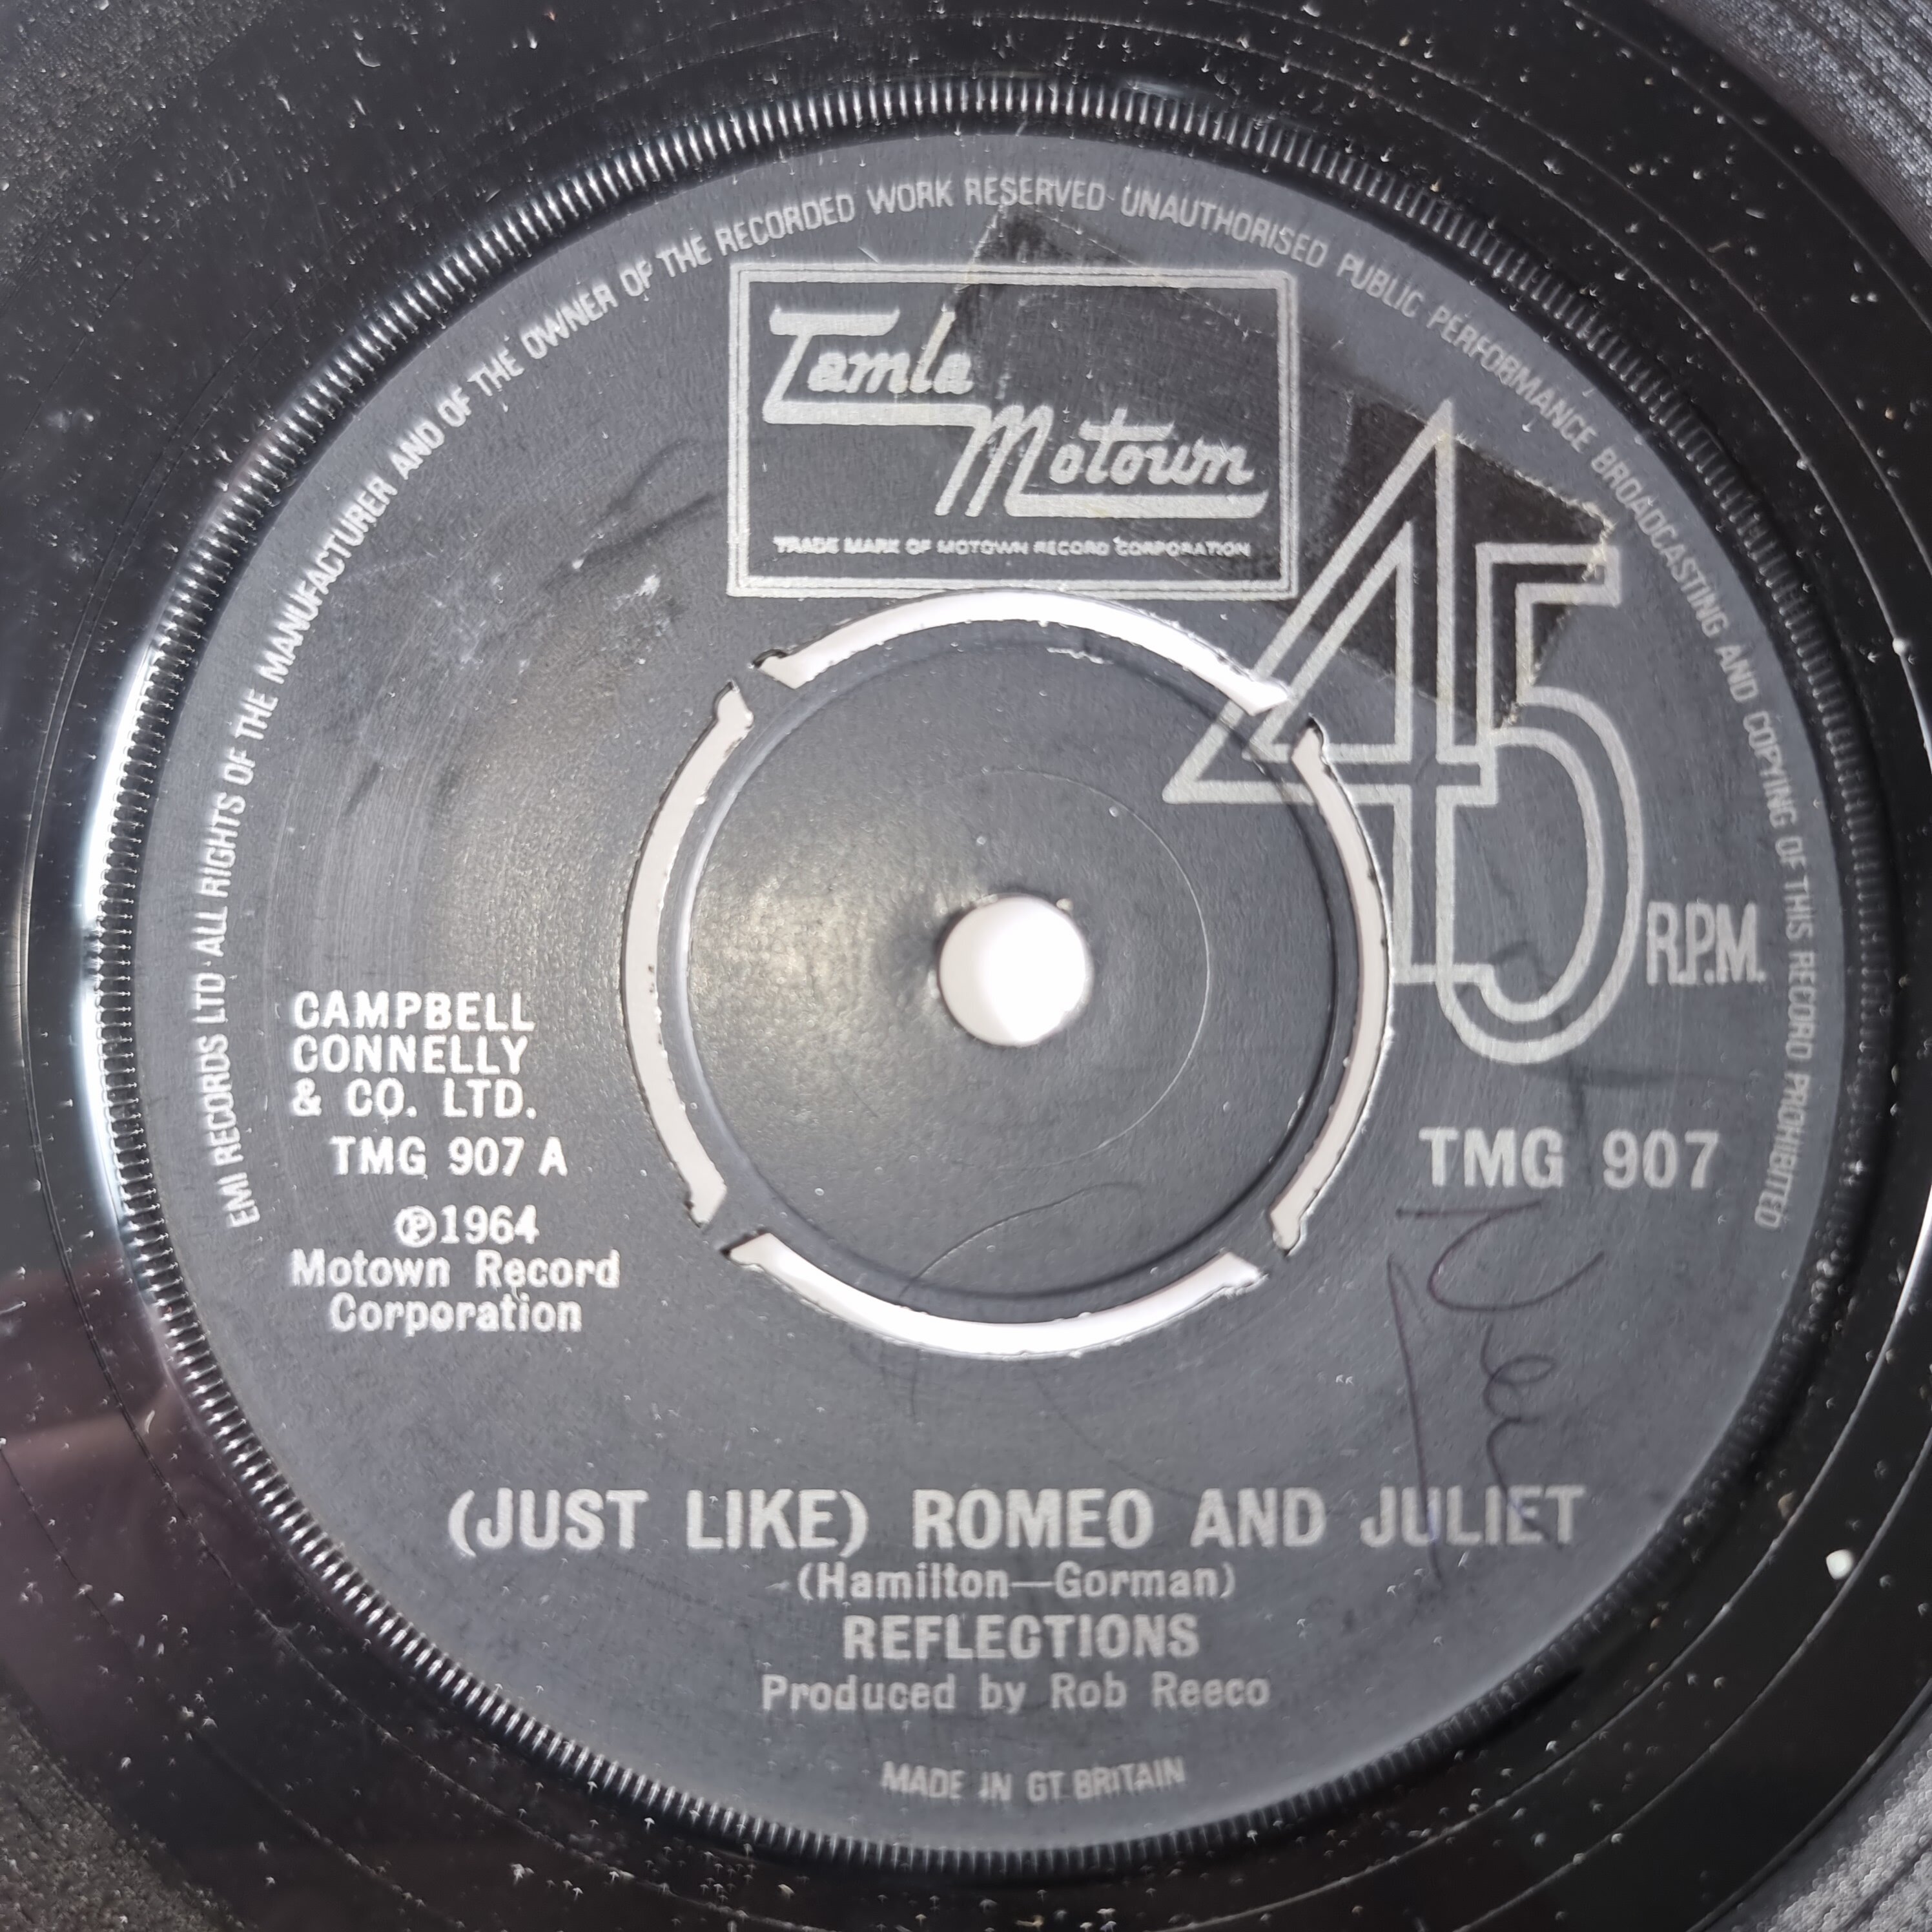 EMI RECORDS LTD · ALL RIGHTS OF THE MANUFACTURER AND OF THE OWNER OF THE RECORDED WORK RESERVED · UNAUTHORISED PUBLIC PERFORMANCE BROADCASTING AND COPYING OF THIS RECORD PROHIBITED
Tamla
Motown
TRADE MARK OF MOTOWN RECORD CORPORATION
45
R.P.M.
CAMPBELL
CONNELLY
& CO. LTD.
TMG 907 A
℗1964
Motown Record
Corporation
TMG 907
(JUST LIKE) ROMEO AND JULIET
(Hamilton—Gorman)
REFLECTIONS
Produced by Rob Reeco
MADE IN GT BRITAIN